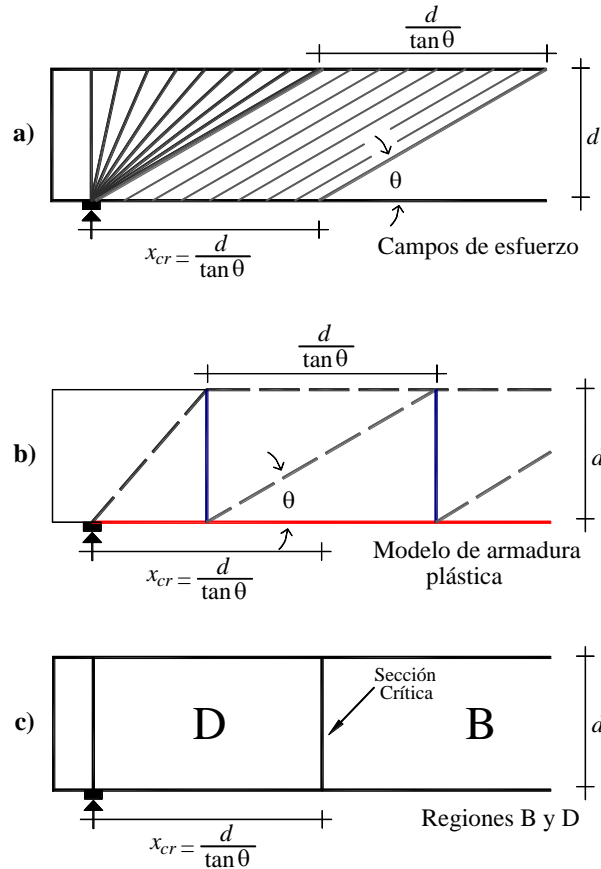 d
tanθ
a)
d
θ
x_cr = d
tanθ
Campos de esfuerzo
d
tanθ
b)
d
θ
Modelo de armadura
plástica
x_cr = d
tanθ
Sección
Crítica
c)
D
B
d
Regiones B y D
x_cr = d
tanθ